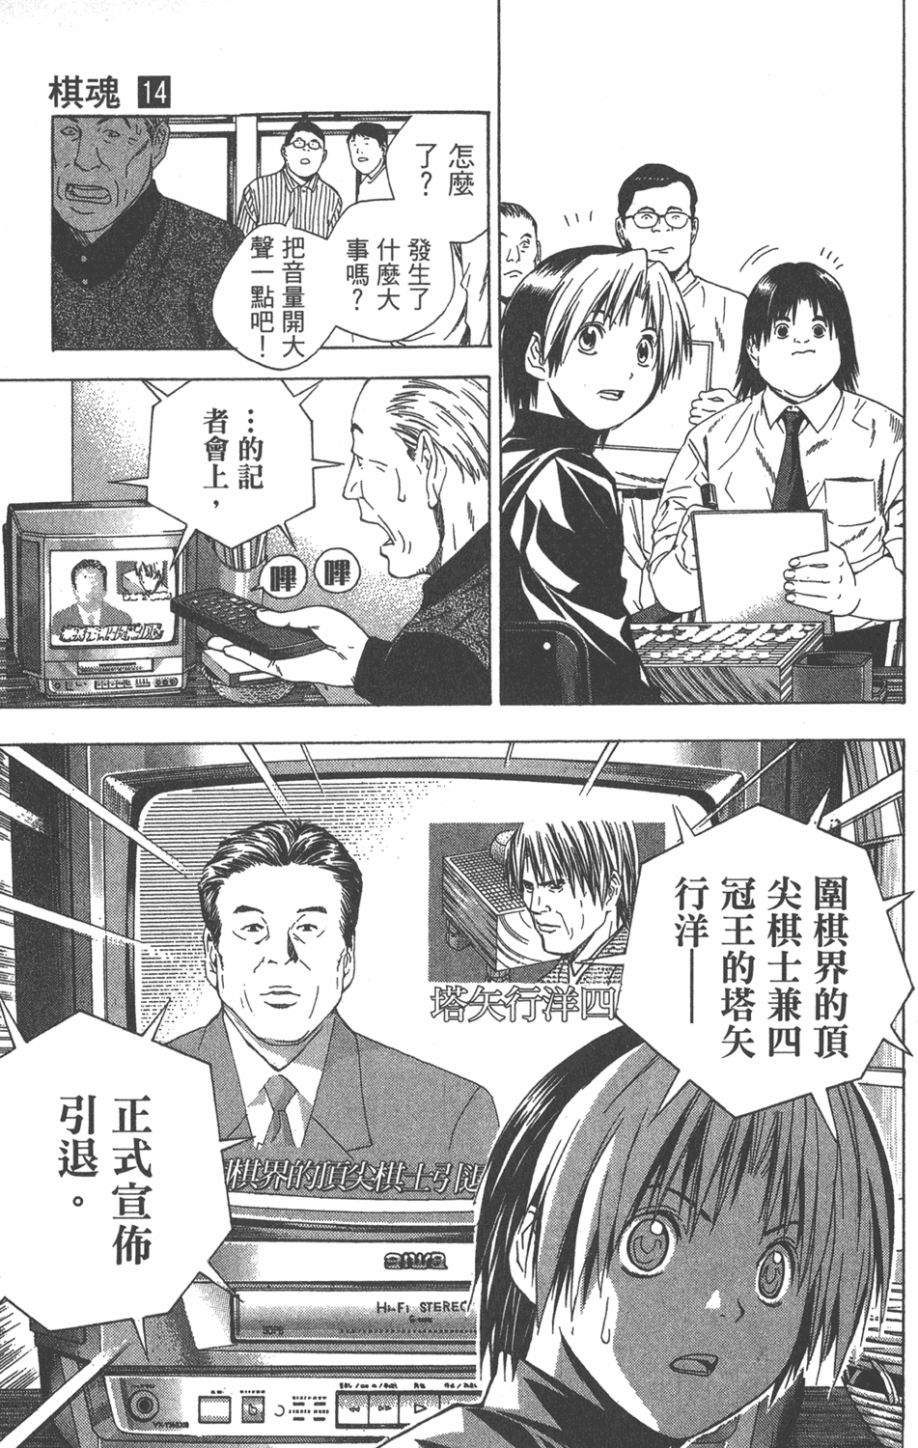 棋魂 14
怎麼
了?
發生了
什麼大
事嗎?
把音量開大
聲一點吧!
…的記
者會上,
嗶
嗶
圍棋界的頂
尖棋士兼四
冠王的塔矢
行洋——
塔矢行洋四
棋界的頂尖棋士引退
正式宣佈
引退。
aiwa
Hi-Fi STEREO